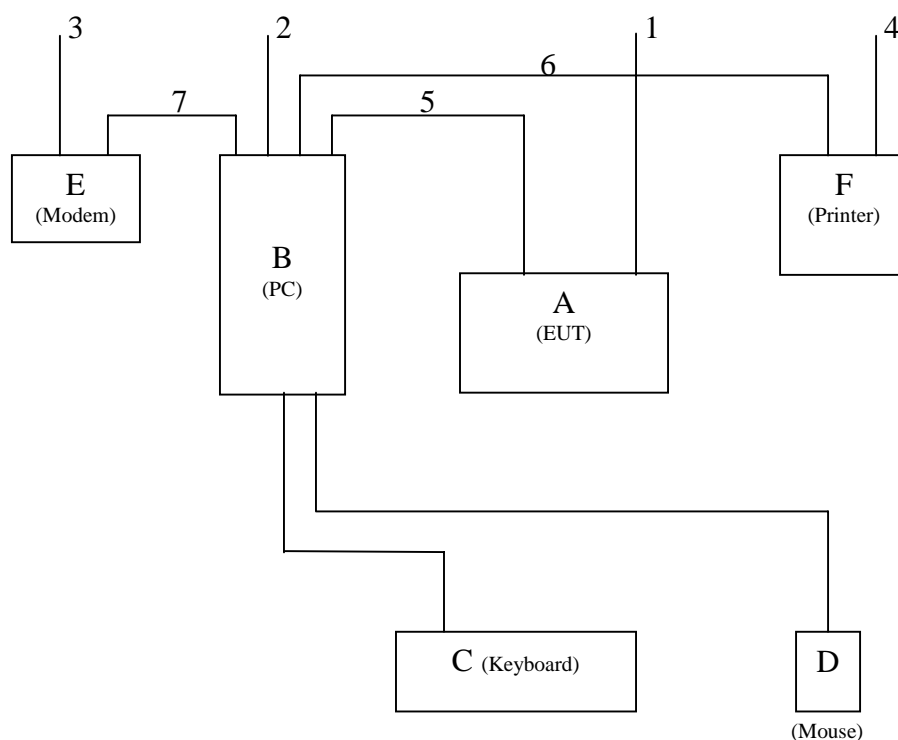 3 2 1 4
6
7 5
E
(Modem)
F
(Printer)
B
(PC)
A
(EUT)
C (Keyboard)
D
(Mouse)